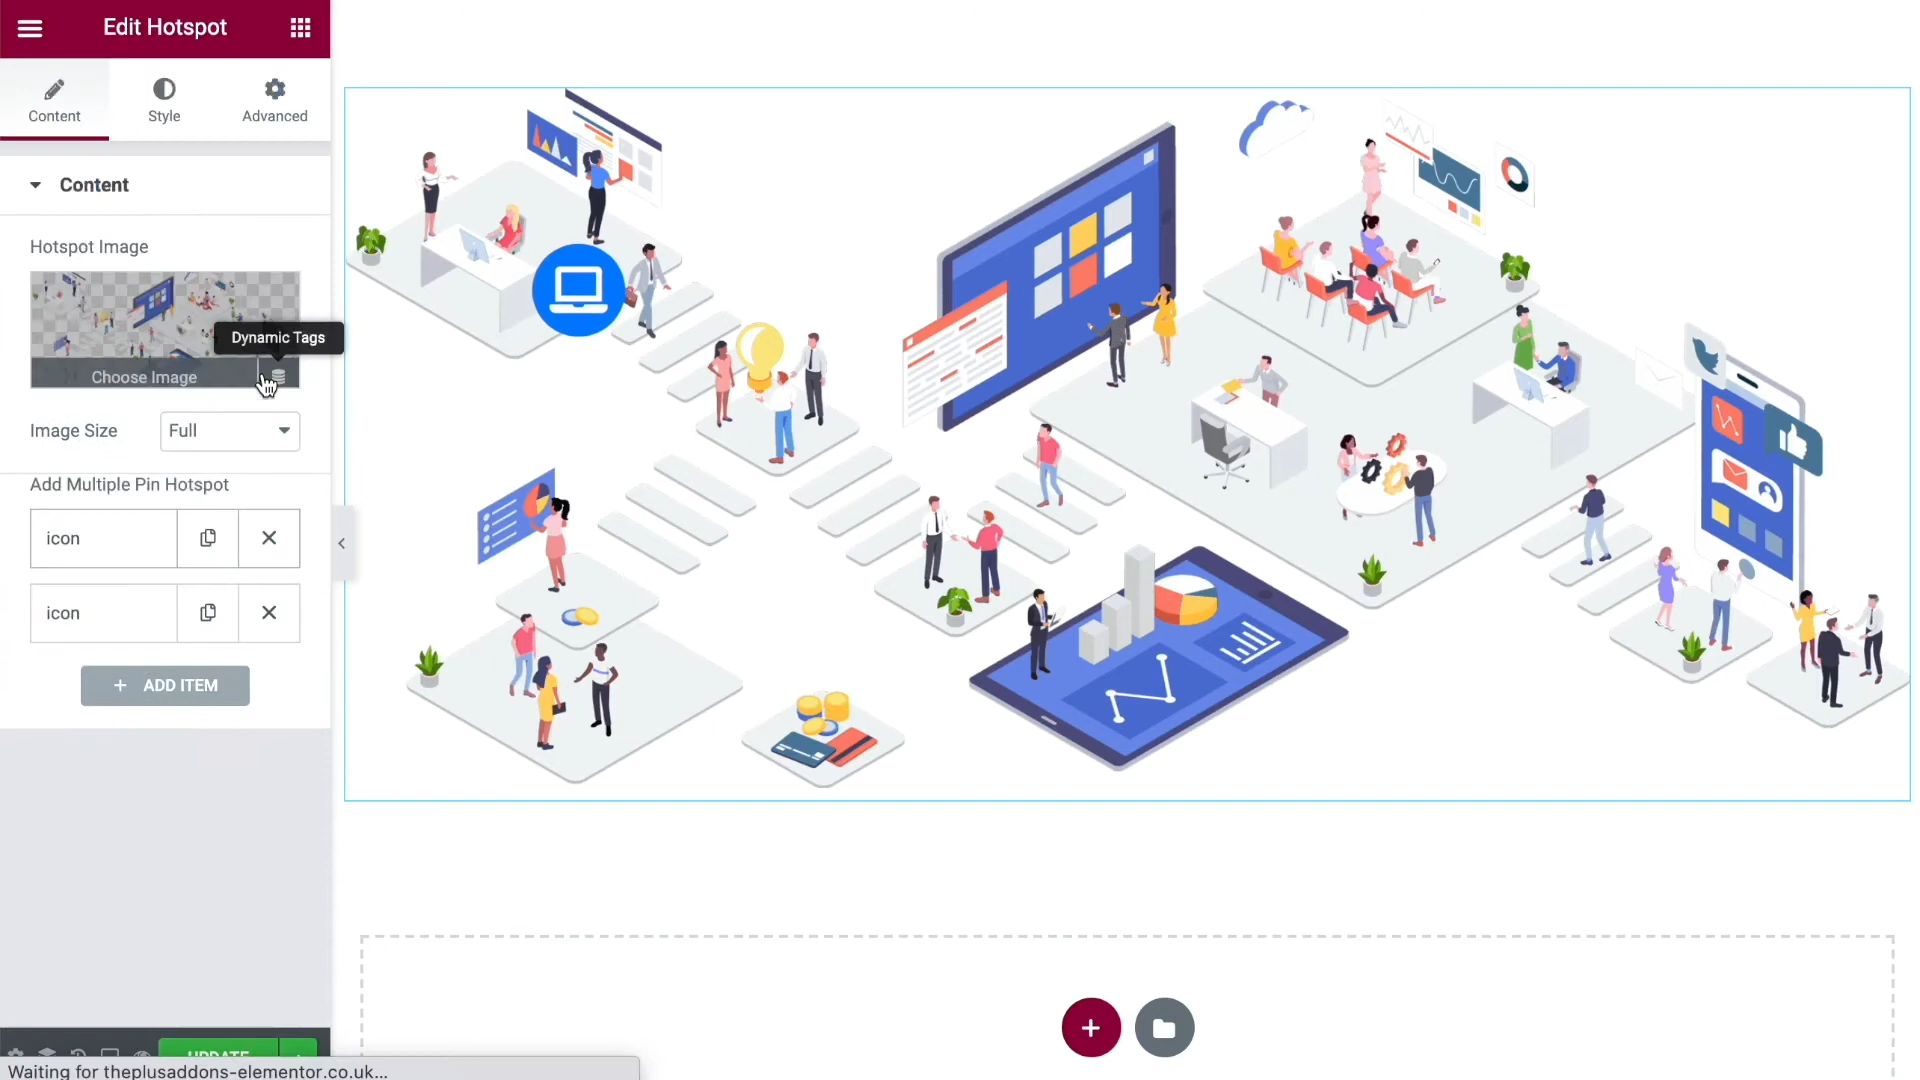 Edit Hotspot
Content
Style
Advanced
Content
Hotspot Image
Dynamic Tags
Choose Image
Image Size
Full
Add Multiple Pin Hotspot
icon
icon
+ ADD ITEM
UPDATE
Waiting for theplusaddons-elementor.co.uk...